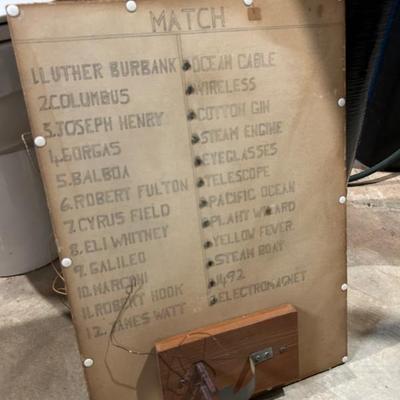 MATCH
1. LUTHER BURBANK OCEAN CABLE
2. COLUMBUS WIRELESS
3. JOSEPH HENRY COTTON GIN
4. GORGAS STEAM ENGINE
5. BALBOA EYEGLASSES
6. ROBERT FULTON TELESCOPE
7. CYRUS FIELD PACIFIC OCEAN
8. ELI WHITNEY PLANT WIZARD
9. GALILEO YELLOW FEVER
10. MARCONI STEAM BOAT
11. ROBERT HOOK 1492
12. JAMES WATT ELECTROMAGNET